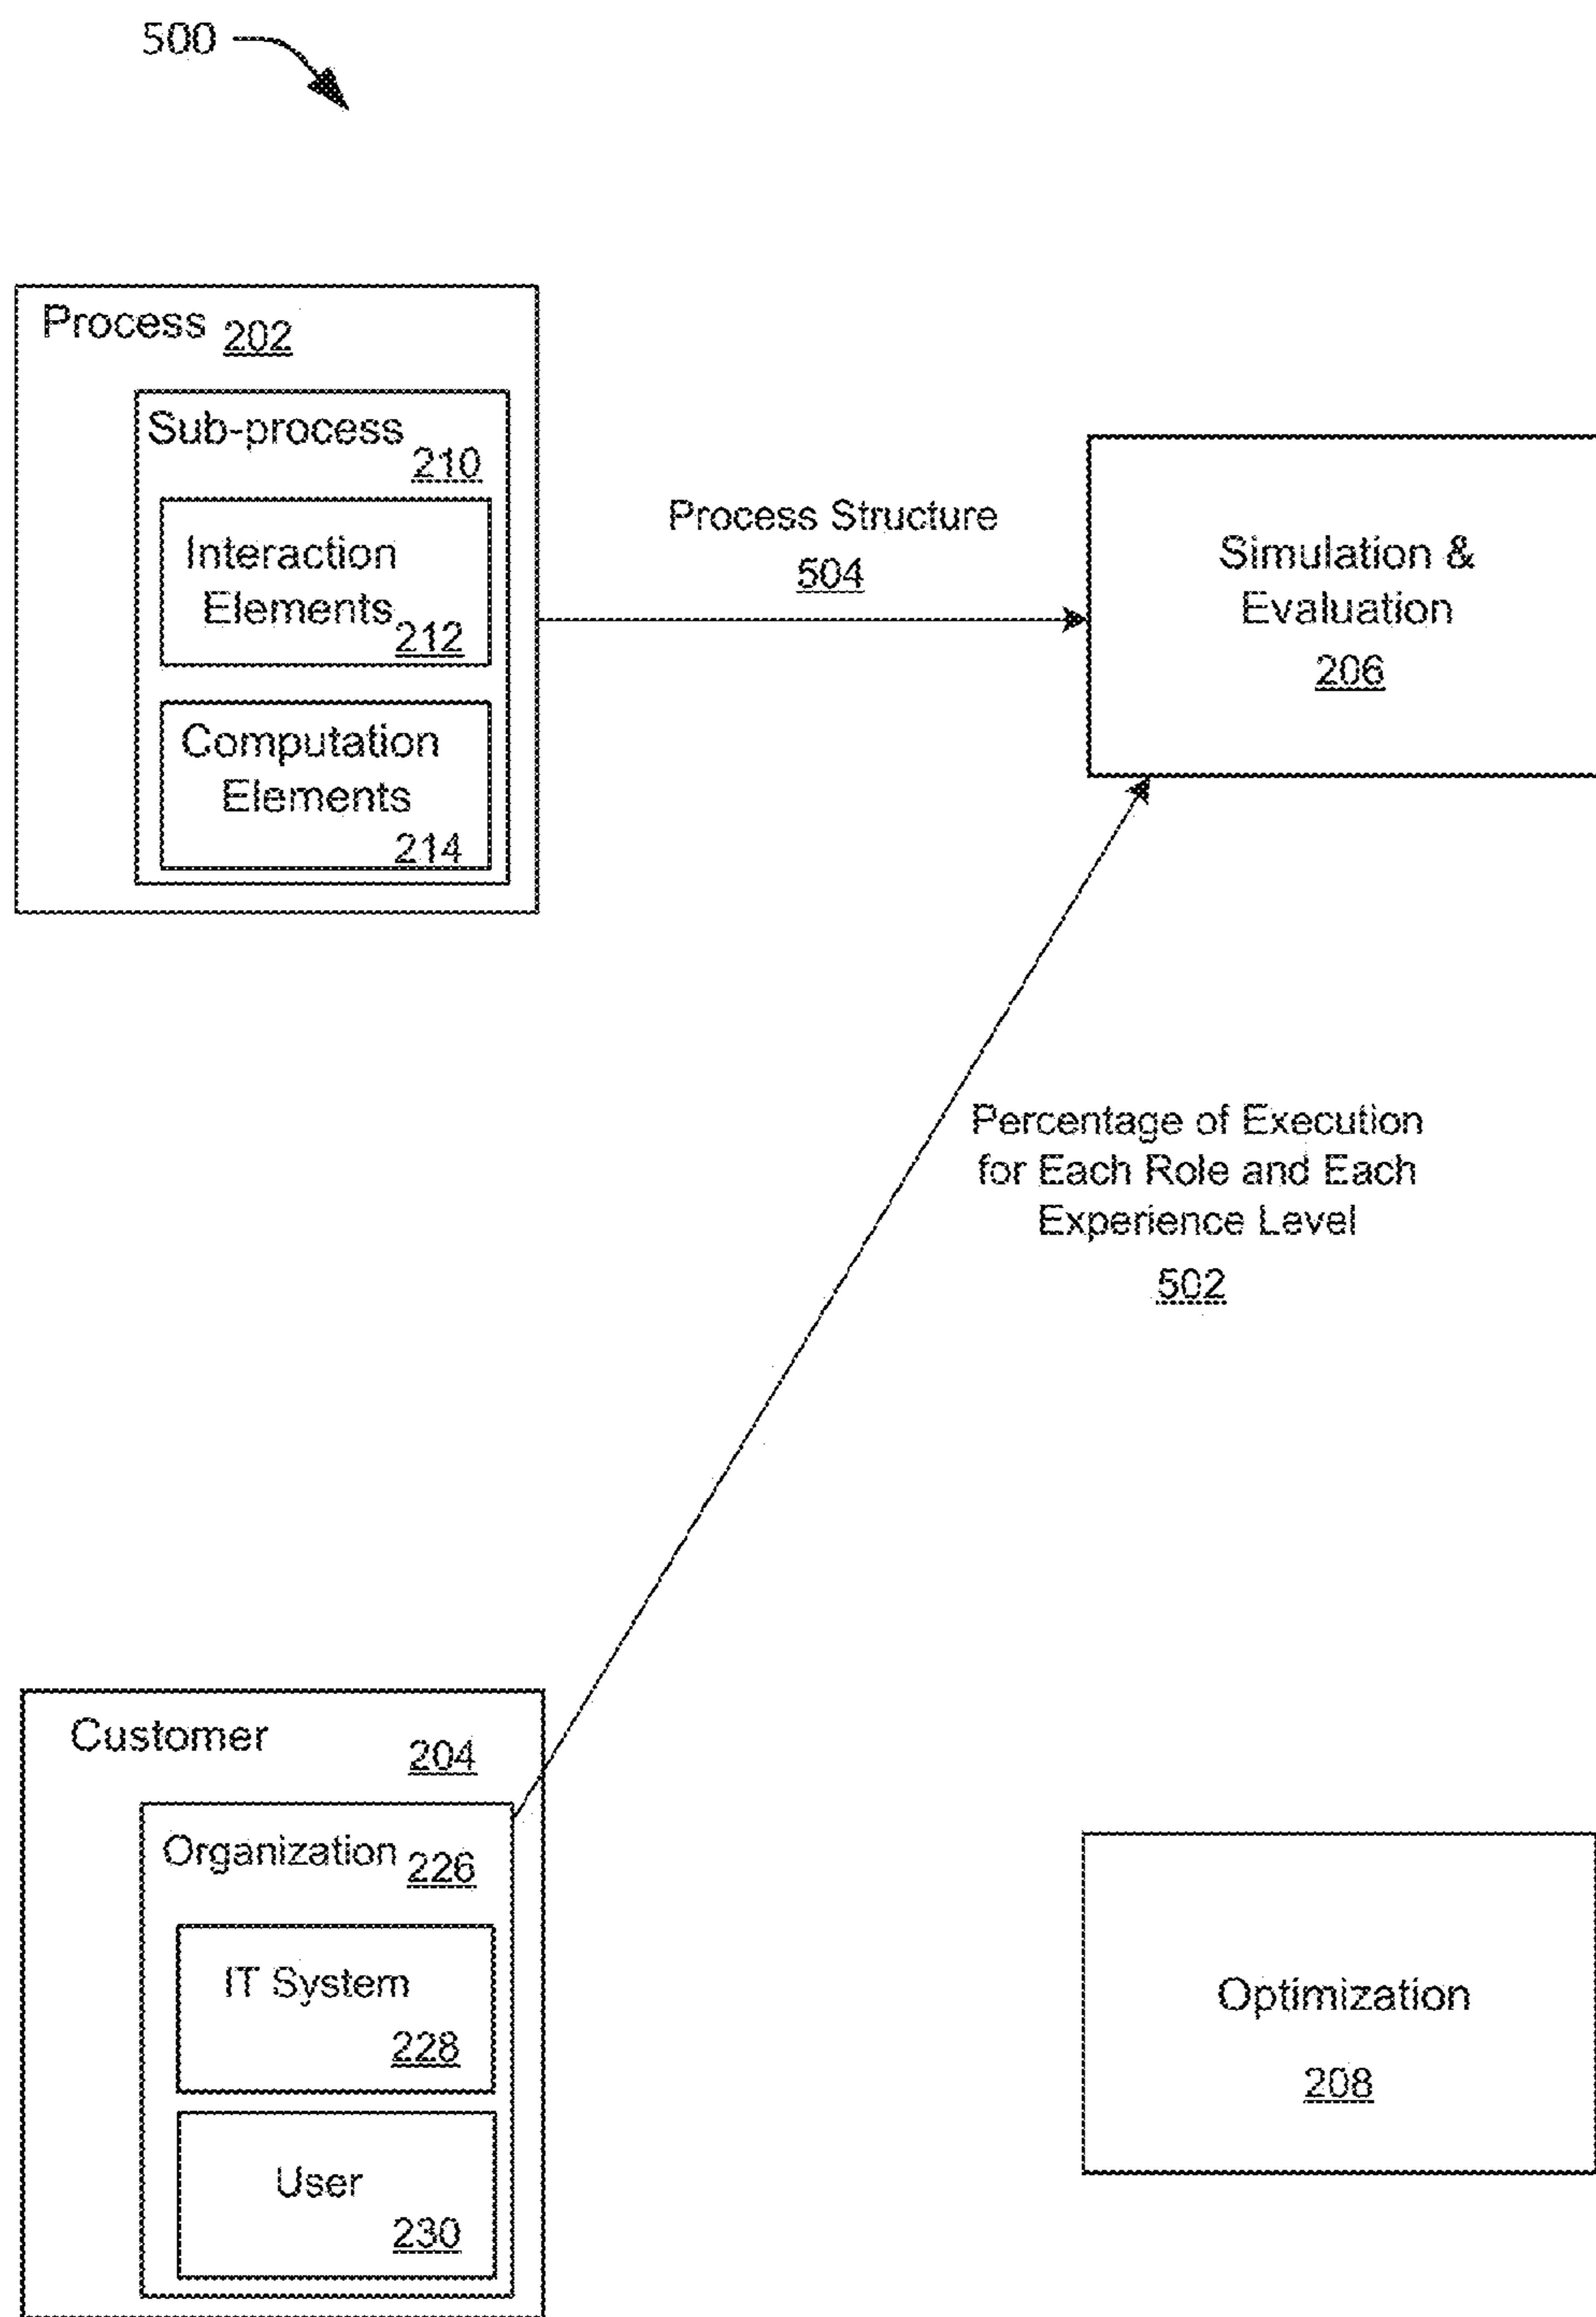 500
Process 202
Sub-process
210
Interaction
Elements 212
Computation
Elements
214
Process Structure
504
Simulation &
Evaluation
206
Percentage of Execution
for Each Role and Each
Experience Level
502
Customer 204
Organization 226
IT System
228
User
230
Optimization
208